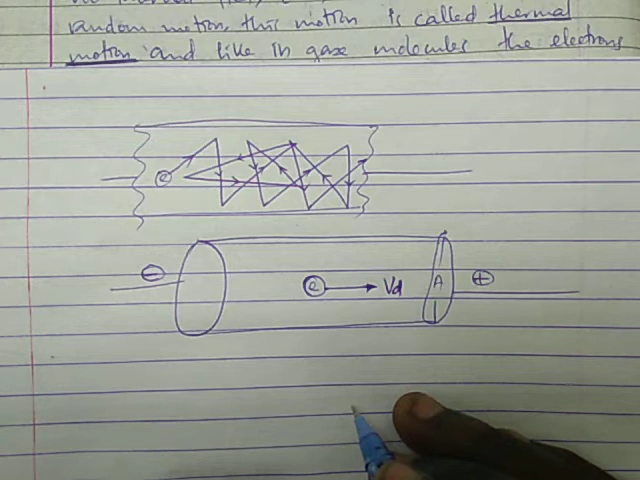 random motion, this motion is called thermal
motion and like in gase molecules the electrons
e
⊖ e Vd A ⊕